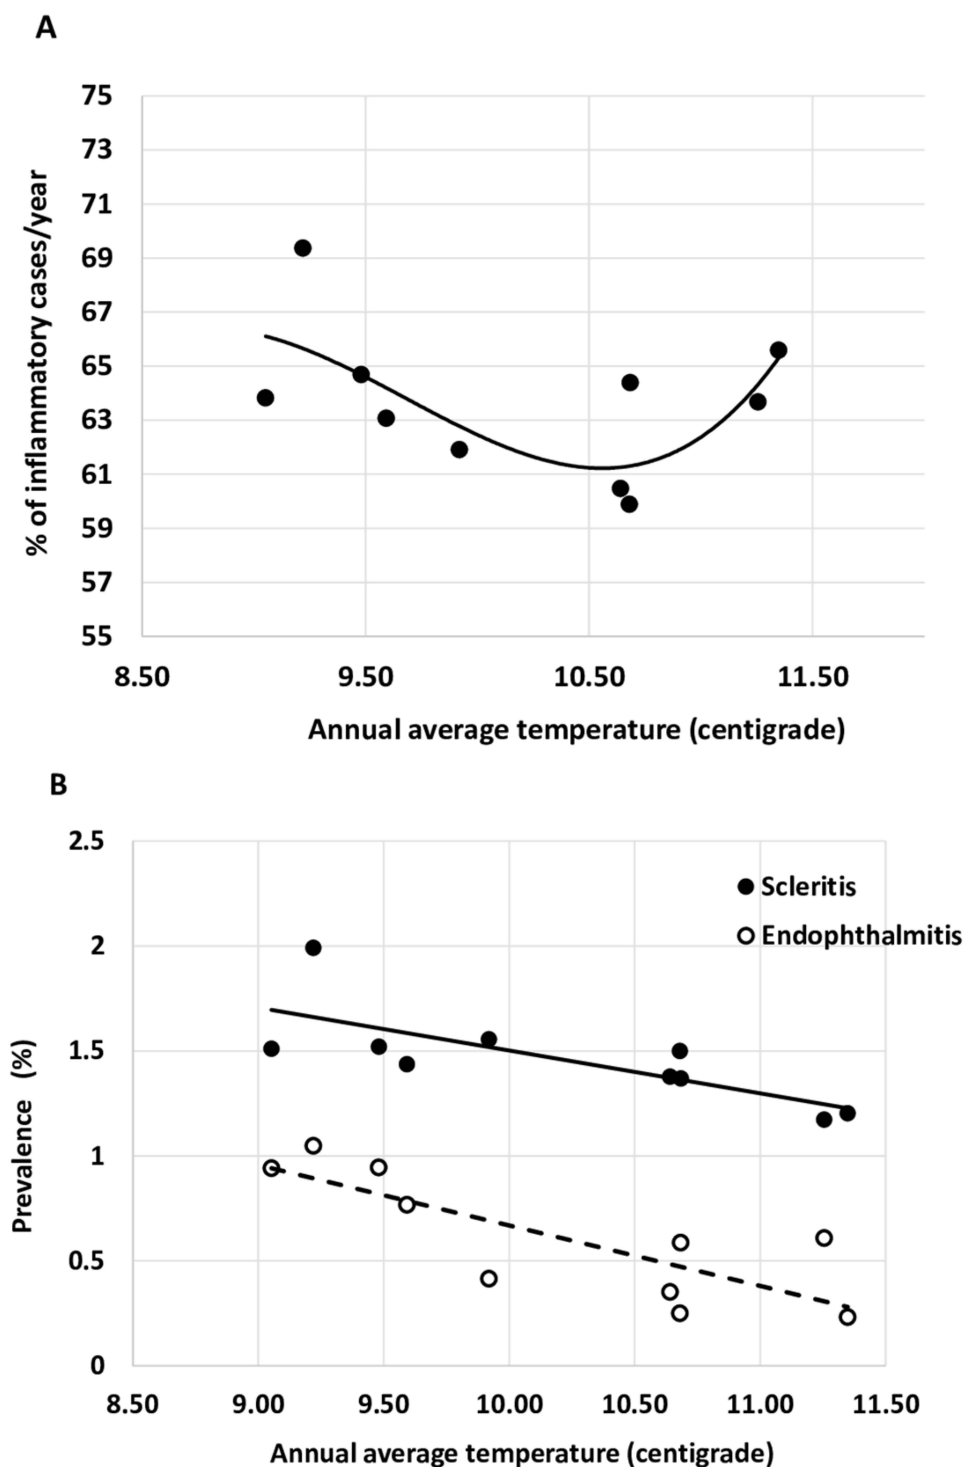 A
75
73
71
69
67
65
63
61
59
57
55
% of inflammatory cases/year
8.50 9.50 10.50 11.50
Annual average temperature (centigrade)
B
2.5
2
1.5
1
0.5
0
Prevalence (%)
Scleritis
Endophthalmitis
8.50 9.00 9.50 10.00 10.50 11.00 11.50
Annual average temperature (centigrade)